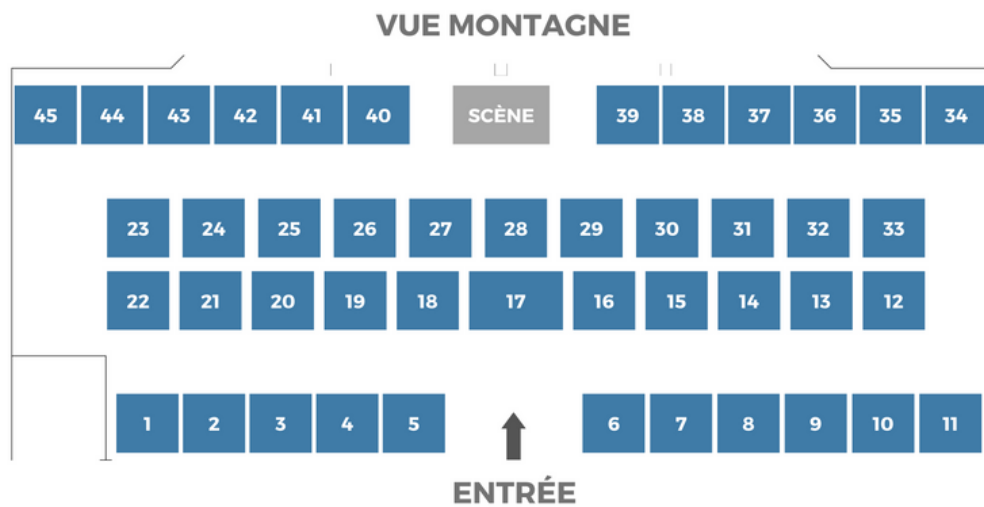 VUE MONTAGNE
45 44 43 42 41 40 SCÈNE 39 38 37 36 35 34
23 24 25 26 27 28 29 30 31 32 33
22 21 20 19 18 17 16 15 14 13 12
1 2 3 4 5 6 7 8 9 10 11
ENTRÉE